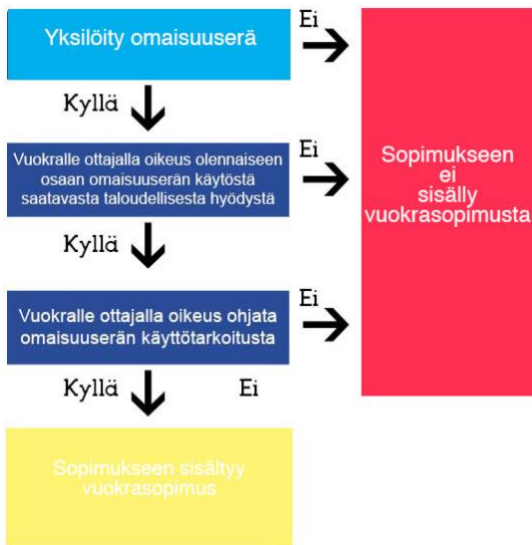 Yksilöity omaisuuserä
Ei
Kyllä
Vuokralle ottajalla oikeus olennaiseen
osaan omaisuuserän käytöstä
saatavasta taloudellisesta hyödystä
Ei
Sopimukseen
ei
sisälly
vuokrasopimusta
Kyllä
Vuokralle ottajalla oikeus ohjata
omaisuuserän käyttötarkoitusta
Ei
Kyllä
Ei
Sopimukseen sisältyy
vuokrasopimus